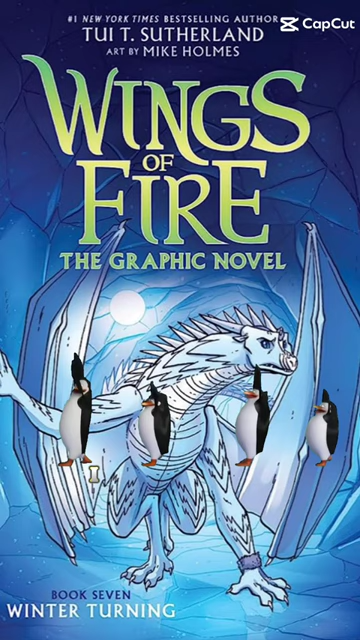 #1 NEW YORK TIMES BESTSELLING AUTHOR
CapCut
TUI T. SUTHERLAND
ART BY MIKE HOLMES
WINGS
OF
FIRE
THE GRAPHIC NOVEL
BOOK SEVEN
WINTER TURNING